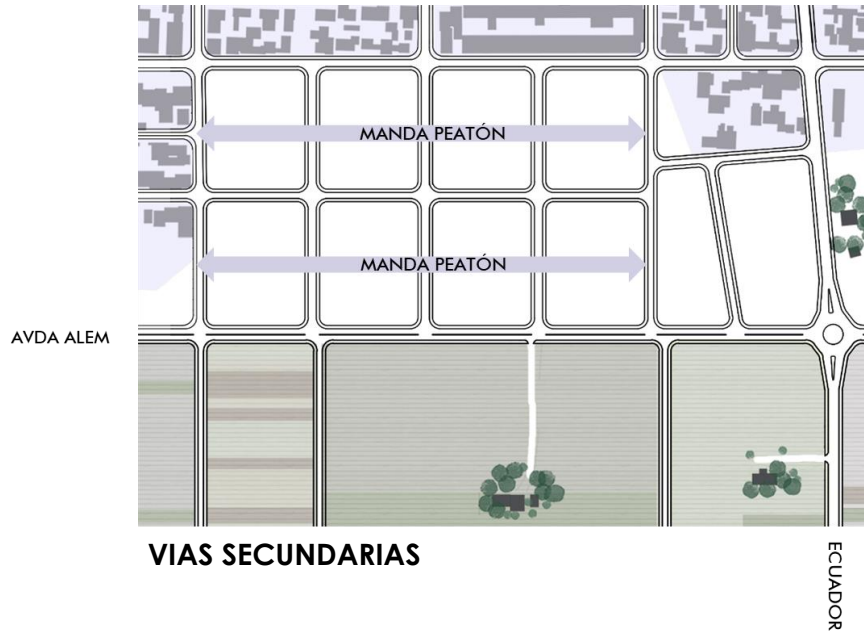 MANDA PEATÓN
MANDA PEATÓN
AVDA ALEM
VIAS SECUNDARIAS
ECUADOR